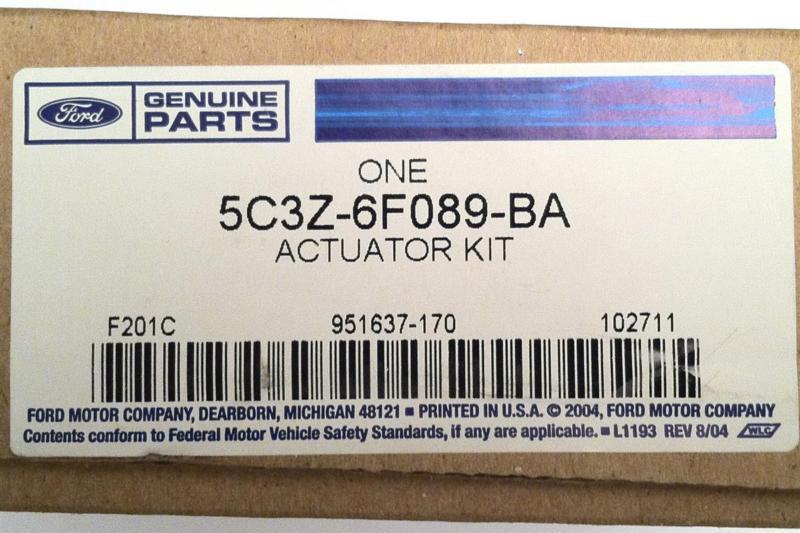 Ford GENUINE
PARTS
ONE
5C3Z-6F089-BA
ACTUATOR KIT
F201C 951637-170 102711
FORD MOTOR COMPANY, DEARBORN, MICHIGAN 48121 ■ PRINTED IN U.S.A. © 2004, FORD MOTOR COMPANY
Contents conform to Federal Motor Vehicle Safety Standards, if any are applicable. ■ L1193 REV 8/04 WLC